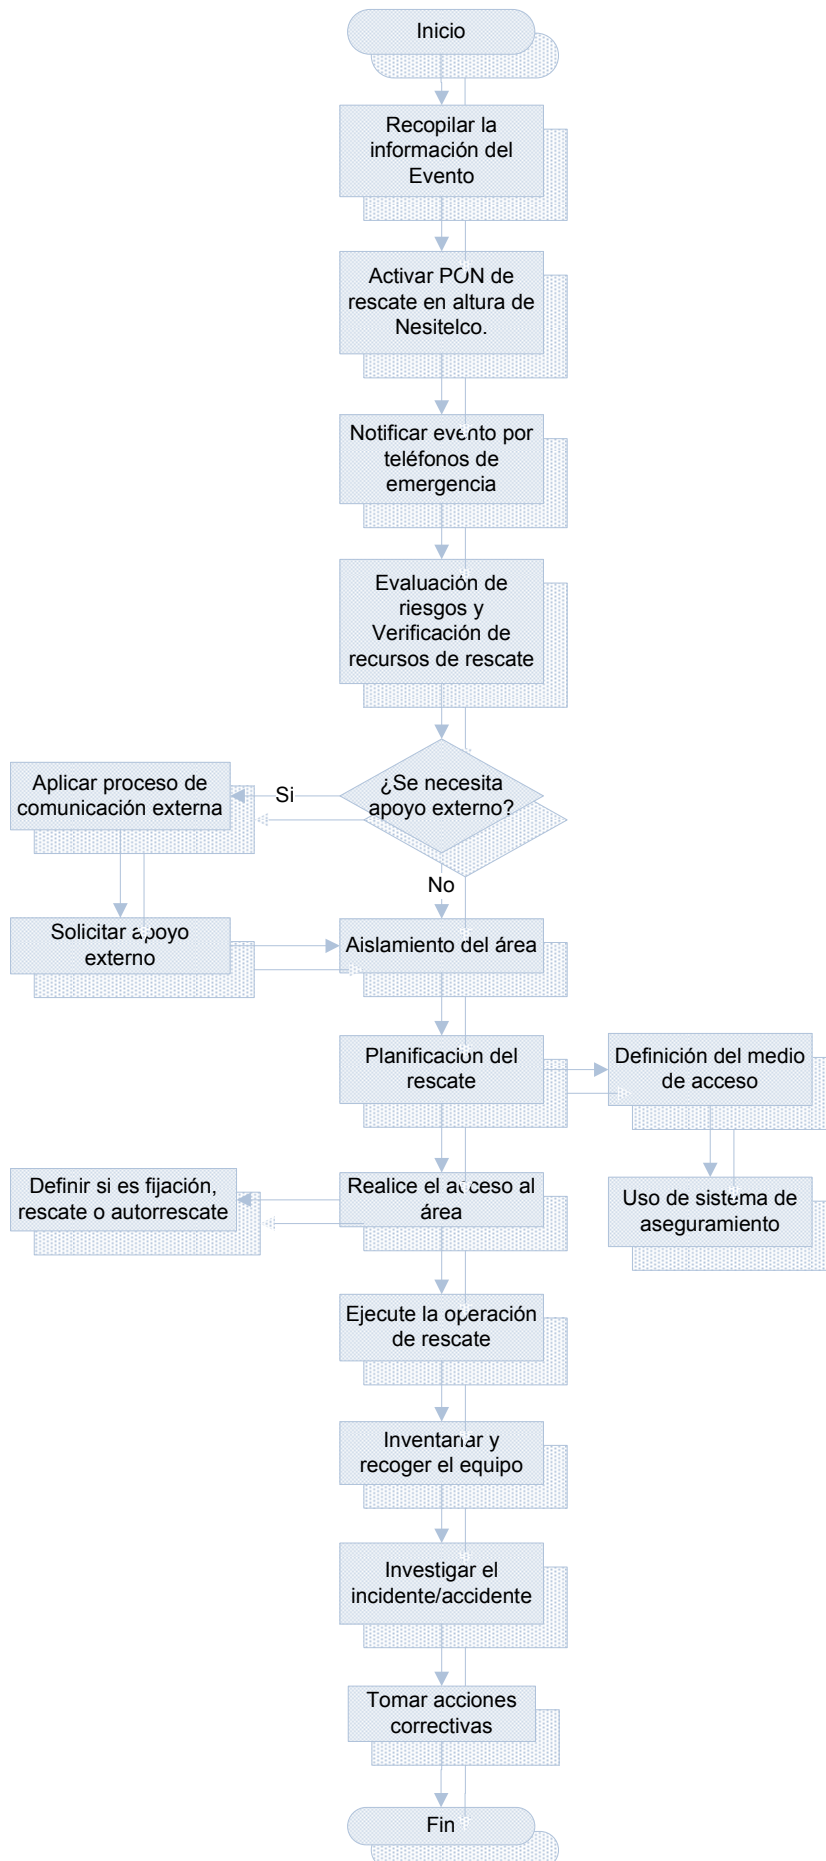 Inicio
Recopilar la
información del
Evento
Activar PON de
rescate en altura de
Nesitelco.
Notificar evento por
teléfonos de
emergencia
Evaluación de
riesgos y
Verificación de
recursos de rescate
¿Se necesita
apoyo externo?
Si
Aplicar proceso de
comunicación externa
No
Solicitar apoyo
externo
Aislamiento del área
Planificación del
rescate
Definición del medio
de acceso
Realice el acceso al
área
Definir si es fijación,
rescate o autorrescate
Uso de sistema de
aseguramiento
Ejecute la operación
de rescate
Inventariar y
recoger el equipo
Investigar el
incidente/accidente
Tomar acciones
correctivas
Fin